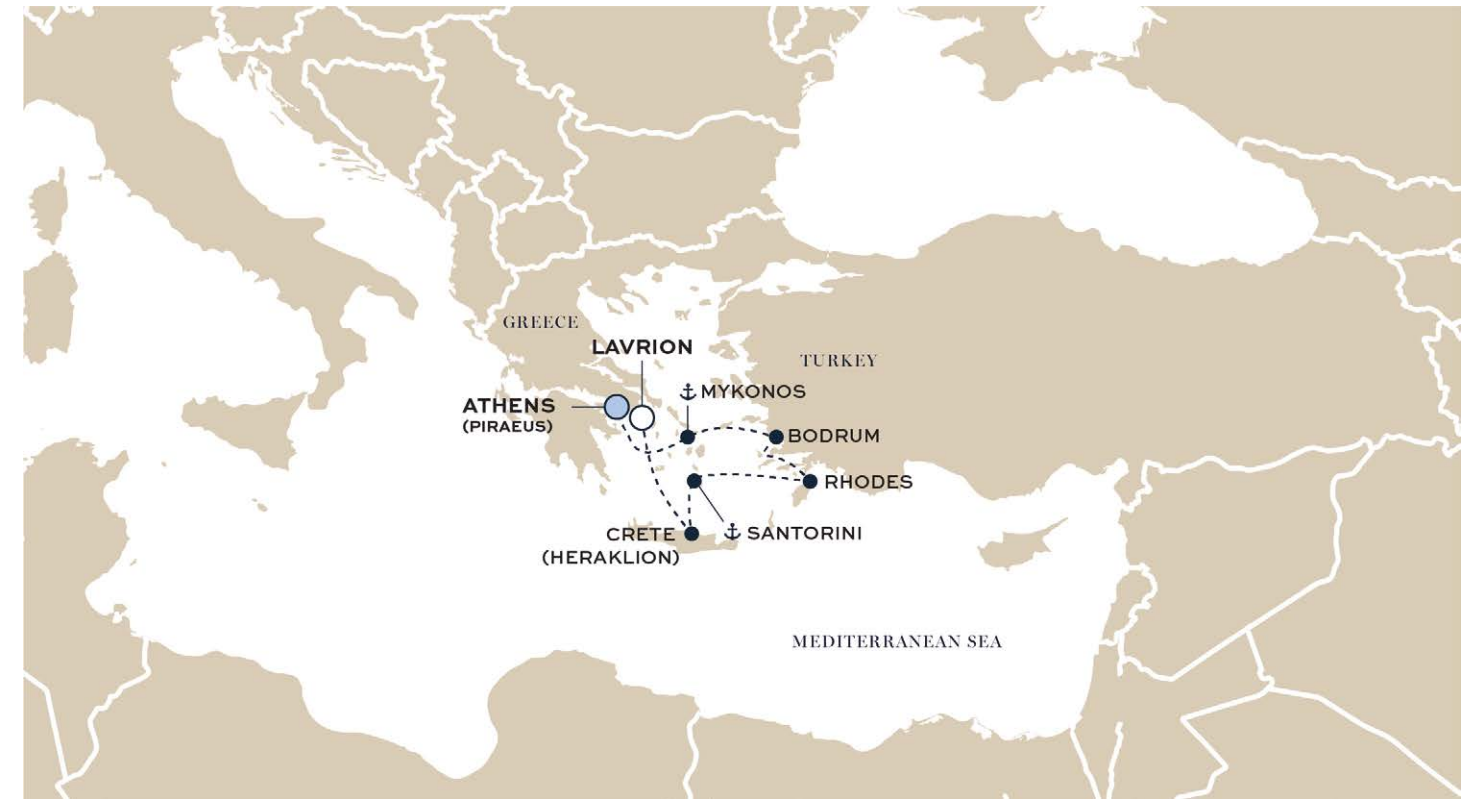 GREECE
LAVRION
TURKEY
MYKONOS
ATHENS
(PIRAEUS)
BODRUM
RHODES
CRETE
(HERAKLION)
SANTORINI
MEDITERRANEAN SEA